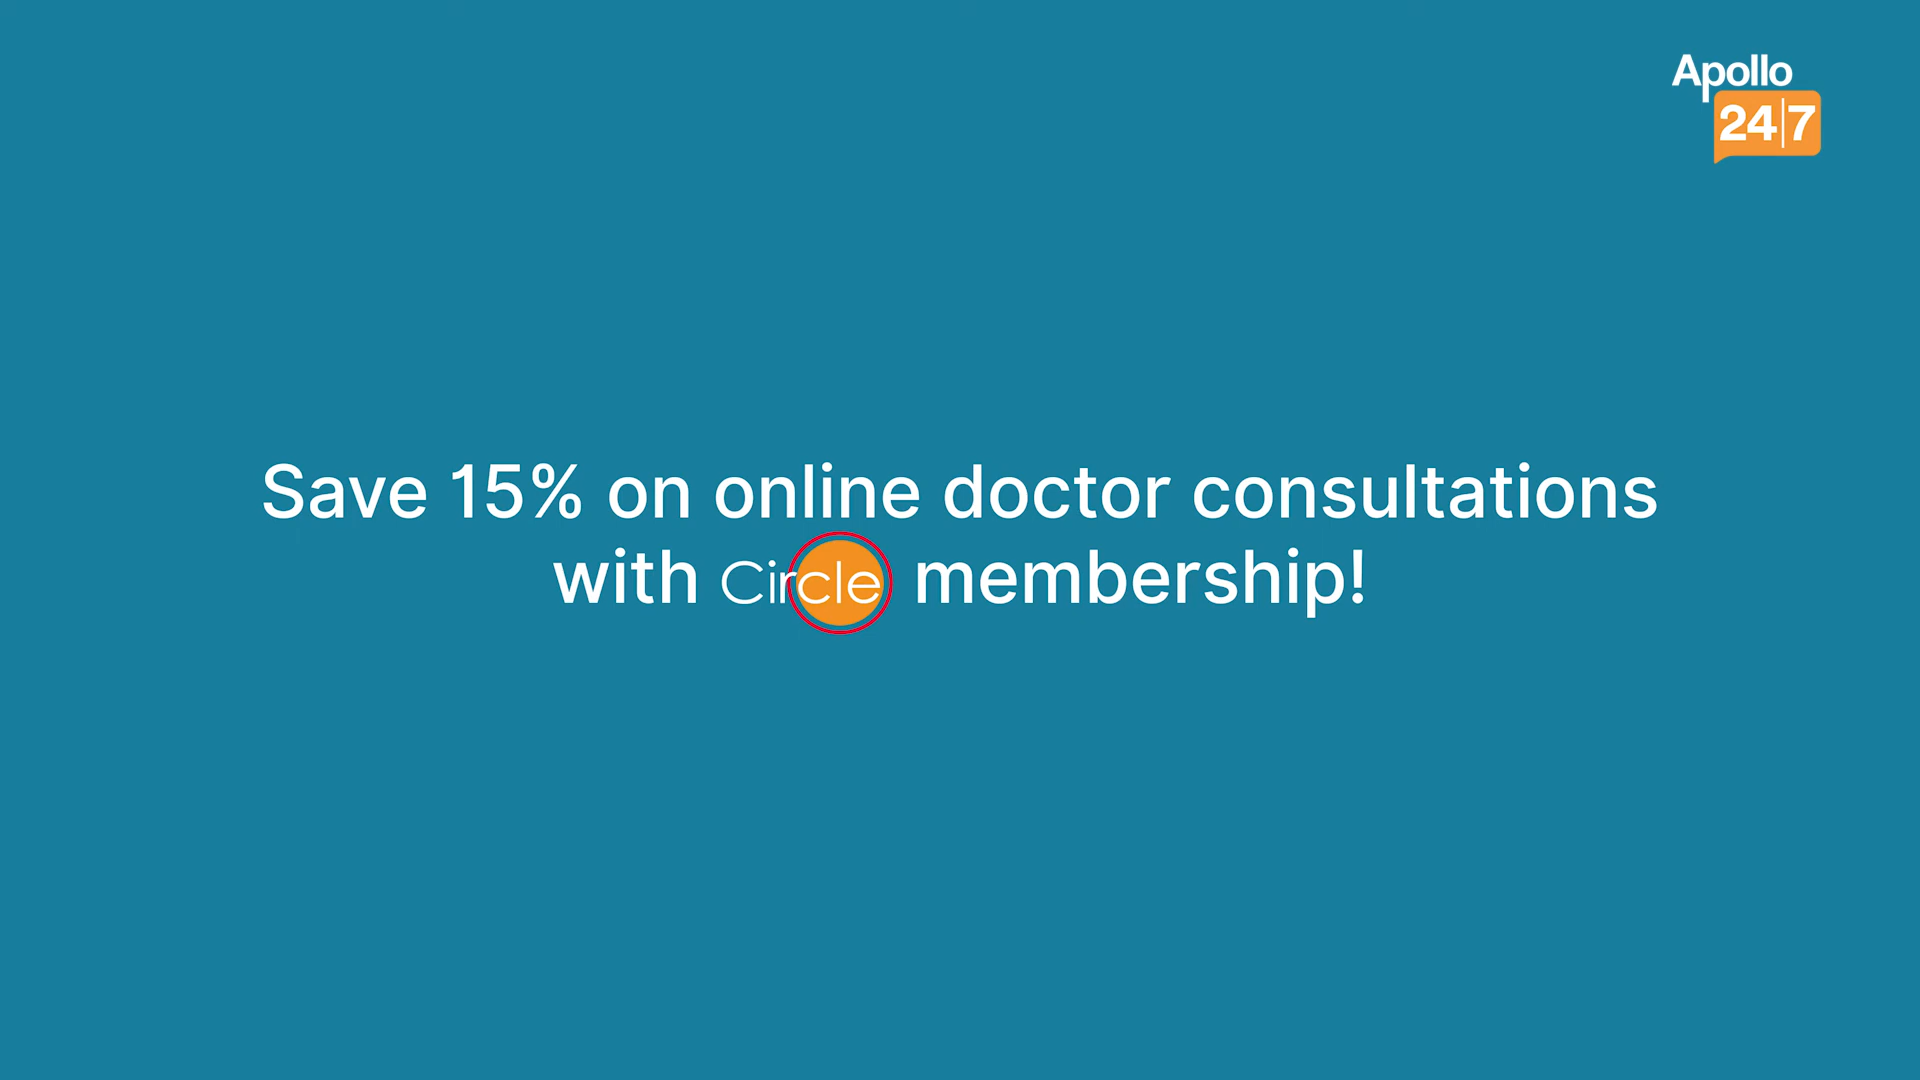 Apollo
24|7
Save 15% on online doctor consultations
with Circle membership!